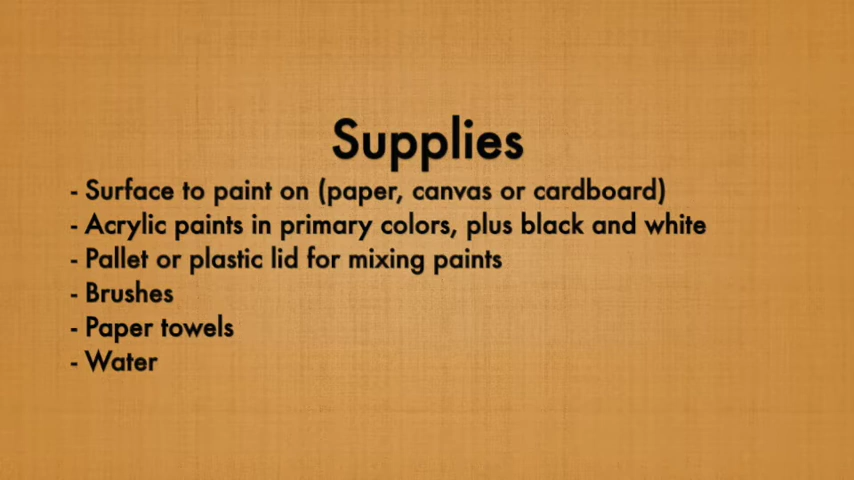 Supplies
- Surface to paint on (paper, canvas or cardboard)
- Acrylic paints in primary colors, plus black and white
- Pallet or plastic lid for mixing paints
- Brushes
- Paper towels
- Water